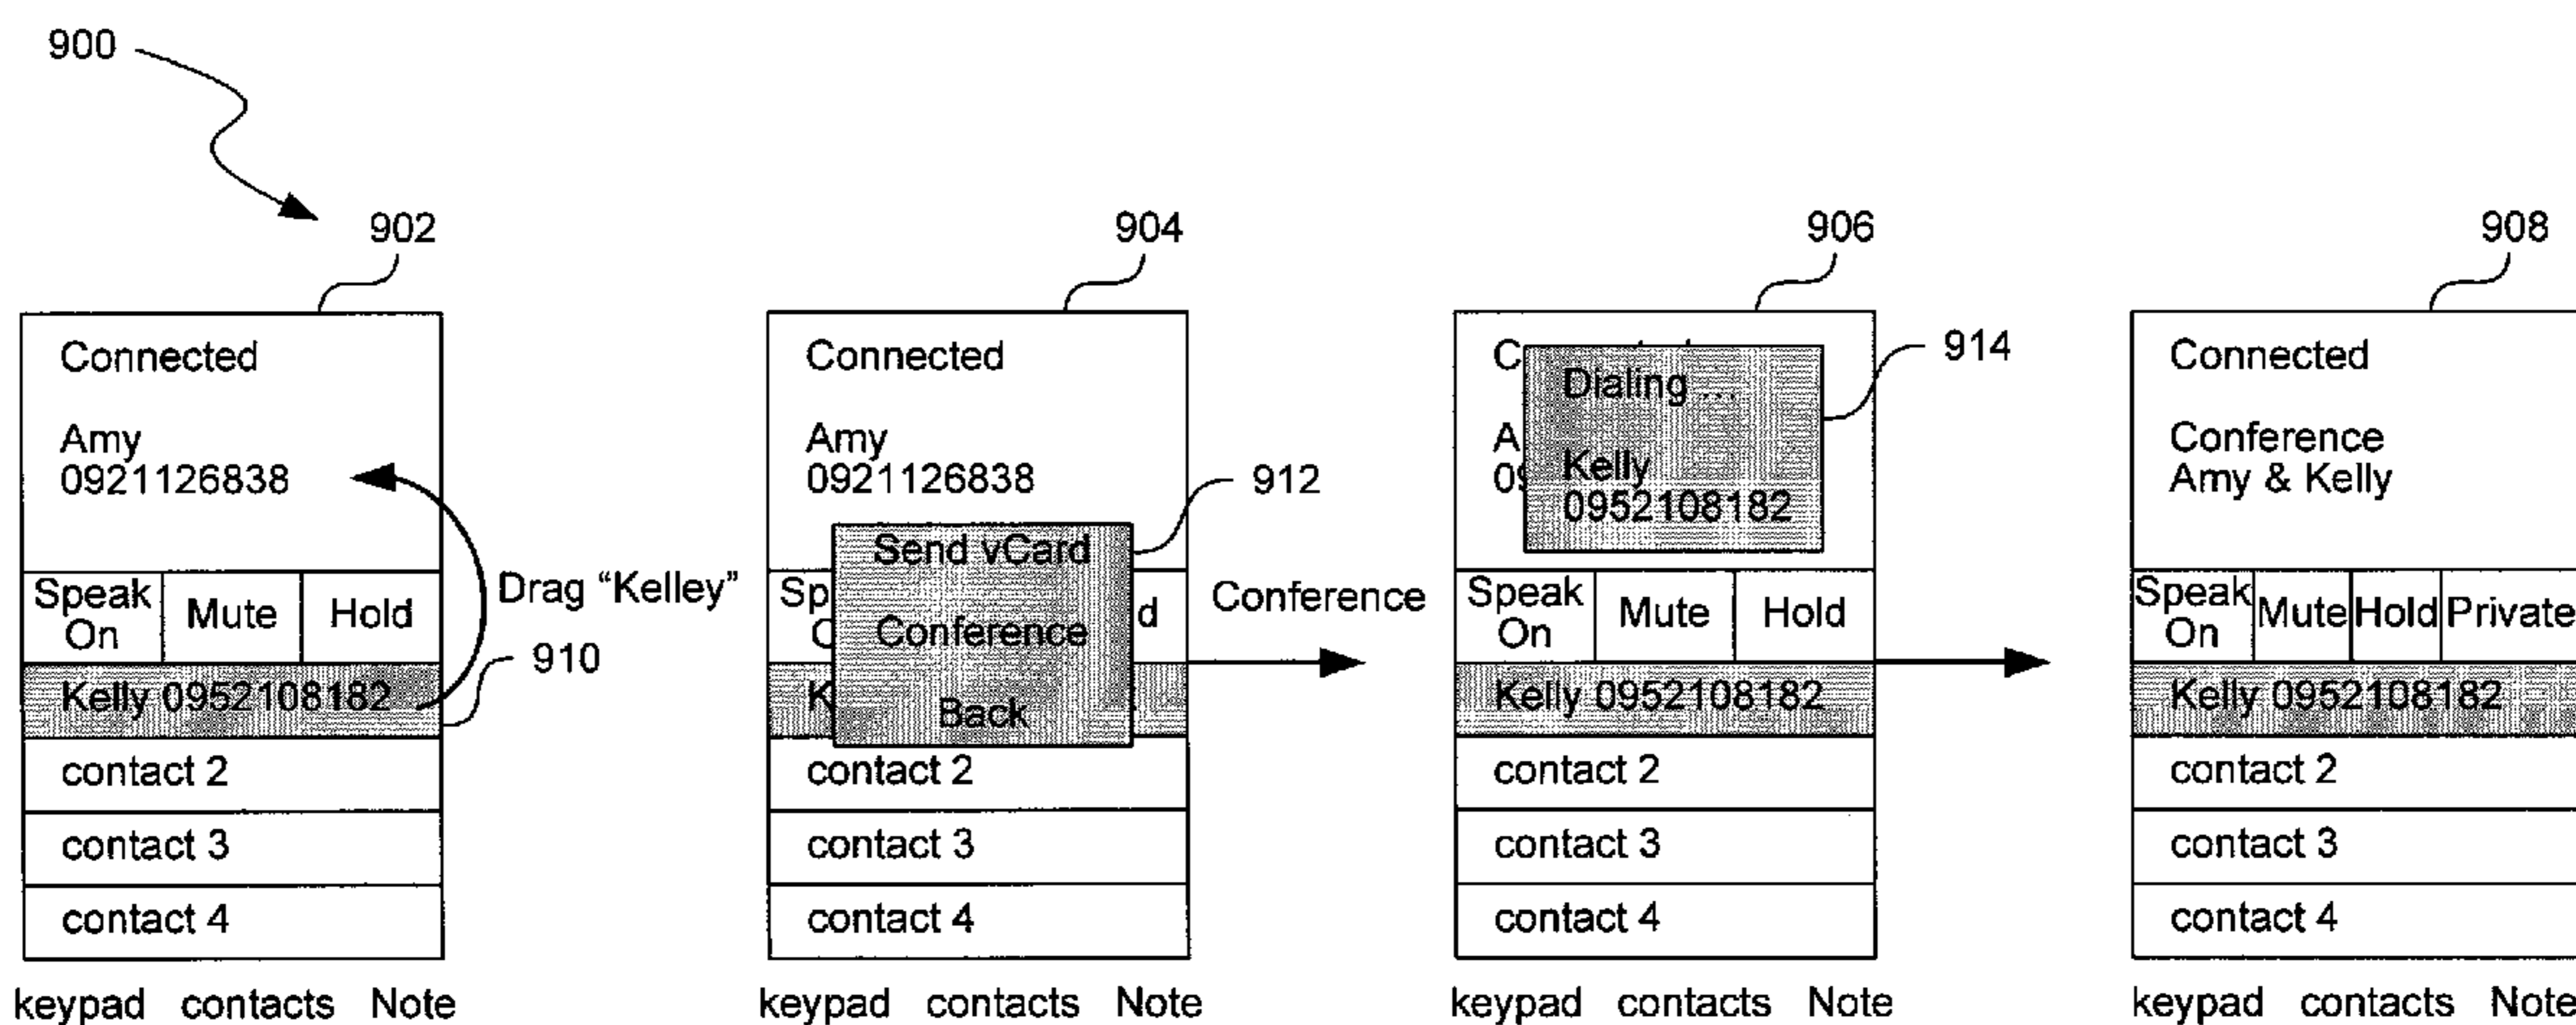 900
902
904
906
908
Connected
Amy
0921126838
Speak On
Mute
Hold
Drag “Kelley”
910
Kelly 0952108182
contact 2
contact 3
contact 4
keypad contacts Note
Connected
Amy
0921126838
912
Send vCard
Conference
Back
Sp
d
K
contact 2
contact 3
contact 4
keypad contacts Note
Conference
914
C
Dialing ...
A
Kelly
09
0952108182
Speak On
Mute
Hold
Kelly 0952108182
contact 2
contact 3
contact 4
keypad contacts Note
Connected
Conference
Amy & Kelly
Speak On
Mute
Hold
Private
Kelly 0952108182
contact 2
contact 3
contact 4
keypad contacts Note